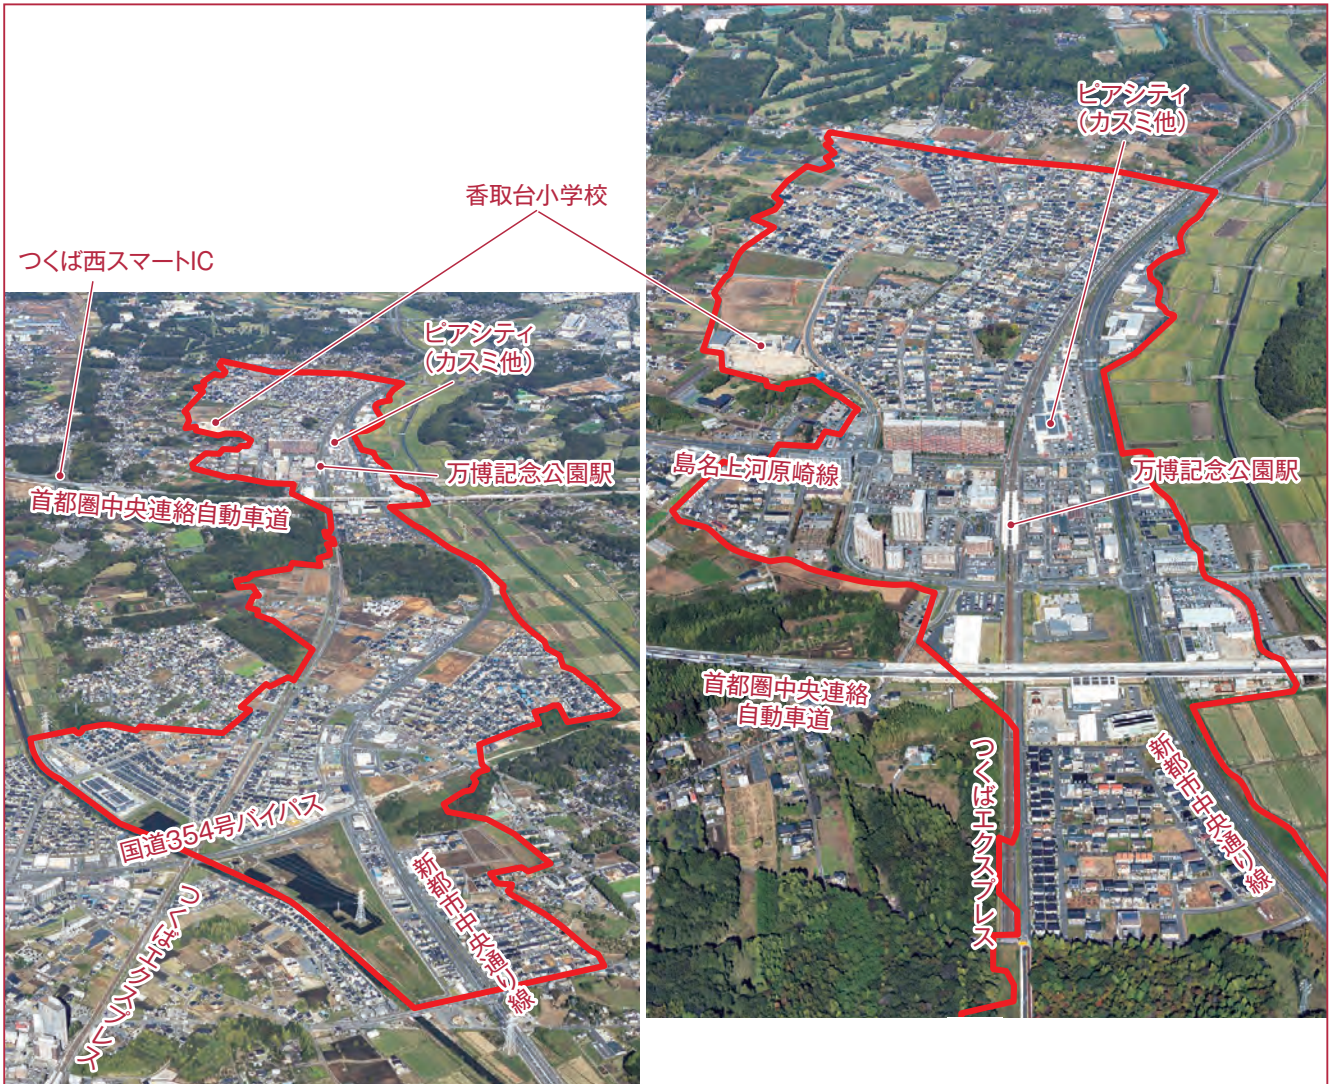 つくば西スマートIC
香取台小学校
ピアシティ
(カスミ他)
万博記念公園駅
首都圏中央連絡自動車道
国道354号バイパス
新都市中央通り線
つくばエクスプレス
ピアシティ
(カスミ他)
島名上河原崎線
万博記念公園駅
首都圏中央連絡
自動車道
つくばエクスプレス
新都市中央通り線